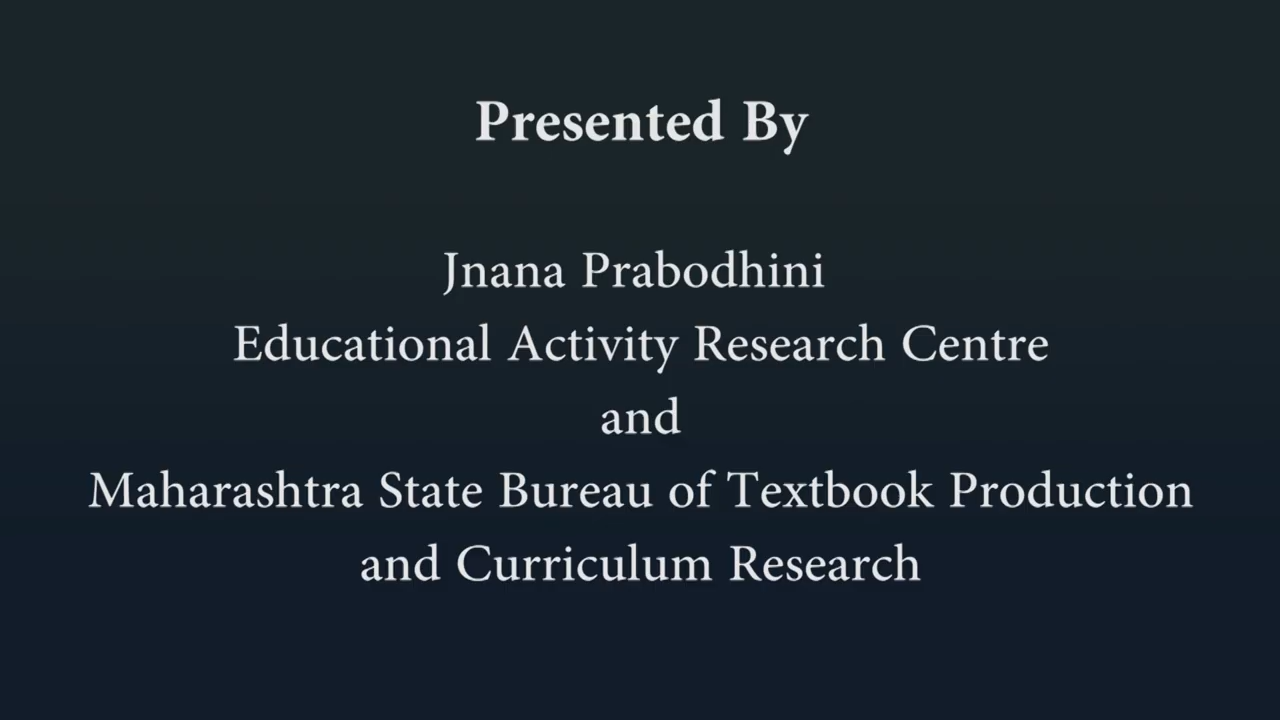 Presented By
Jnana Prabodhini
Educational Activity Research Centre
and
Maharashtra State Bureau of Textbook Production
and Curriculum Research